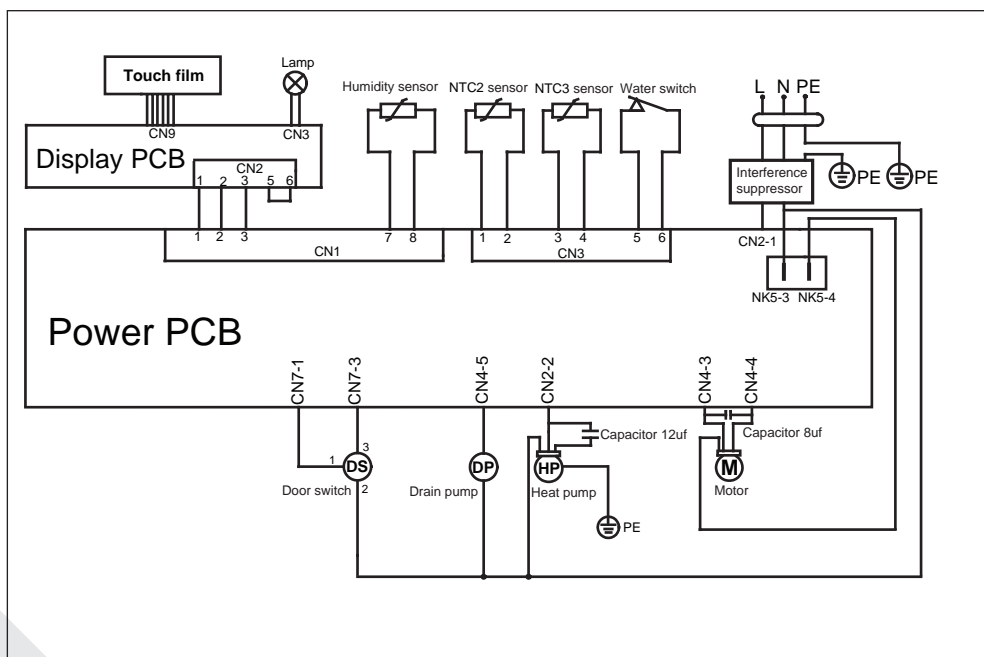 Touch film
Lamp
Humidity sensor
NTC2 sensor
NTC3 sensor
Water switch
L N PE
CN9
CN3
Display PCB
CN2
1 2 3 5 6
Interference
suppressor
PE
PE
1 2 3
7 8
CN1
1 2 3 4 5 6
CN3
CN2-1
NK5-3 NK5-4
Power PCB
CN7-1
CN7-3
CN4-5
CN2-2
CN4-3
CN4-4
Capacitor 12uf
Capacitor 8uf
1
3
DS
2
Door switch
DP
Drain pump
HP
Heat pump
M
Motor
PE